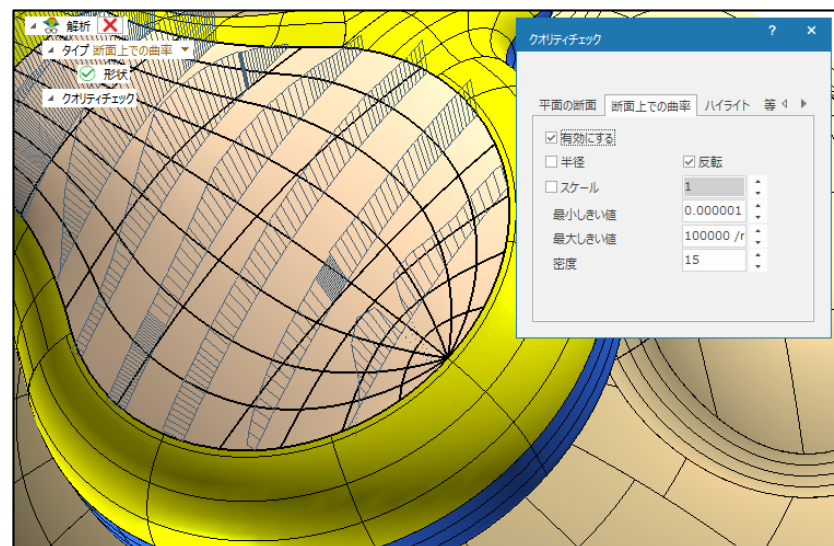 解析
タイプ 断面上での曲率
形状
クオリティチェック
クオリティチェック
? ×
平面の断面 断面上での曲率 ハイライト 等
有効にする
半径 反転
スケール 1
最小しきい値 0.000001
最大しきい値 100000 /r
密度 15